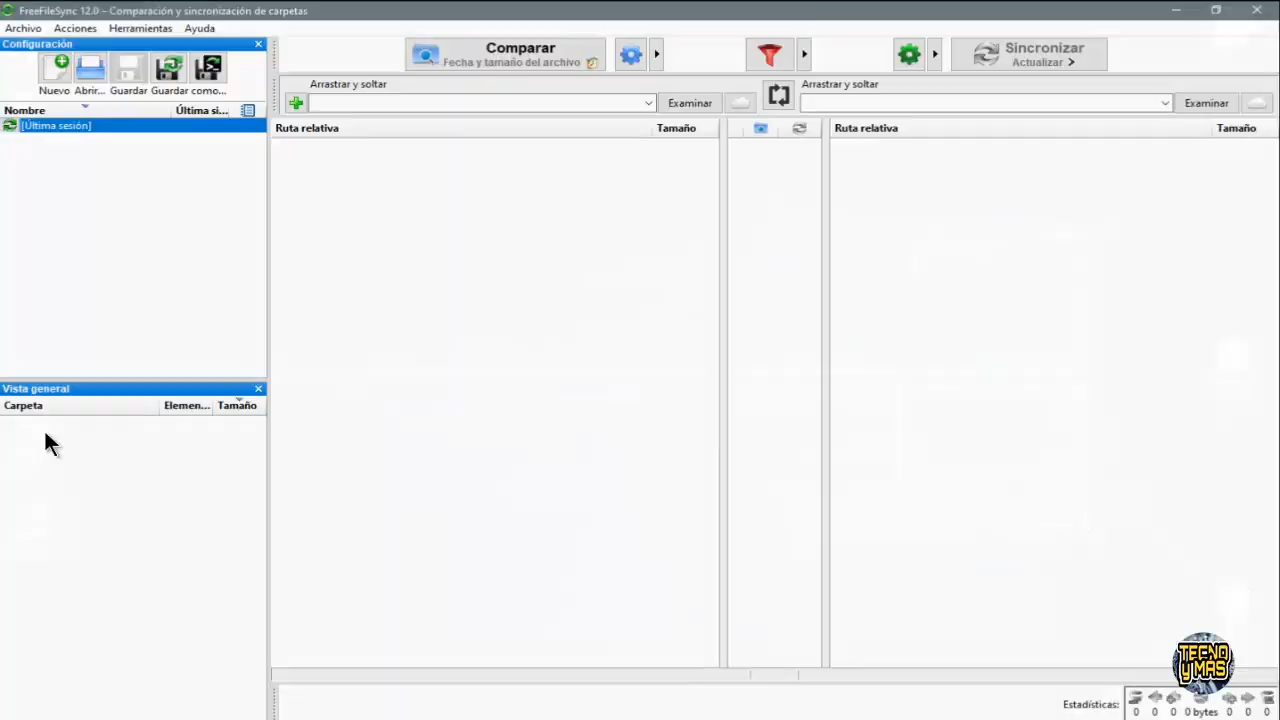 FreeFileSync 12.0 – Comparación y sincronización de carpetas
Archivo Acciones Herramientas Ayuda
Configuración
Nuevo Abrir... Guardar Guardar como...
Nombre Última si...
[Última sesión]
Comparar
Fecha y tamaño del archivo
Sincronizar
Actualizar
Arrastrar y soltar
Examinar
Arrastrar y soltar
Examinar
Ruta relativa Tamaño
Ruta relativa Tamaño
Vista general
Carpeta Elemen... Tamaño
TECNO
Y MAS
Estadísticas:
0 0 0 0 bytes 0 0 0